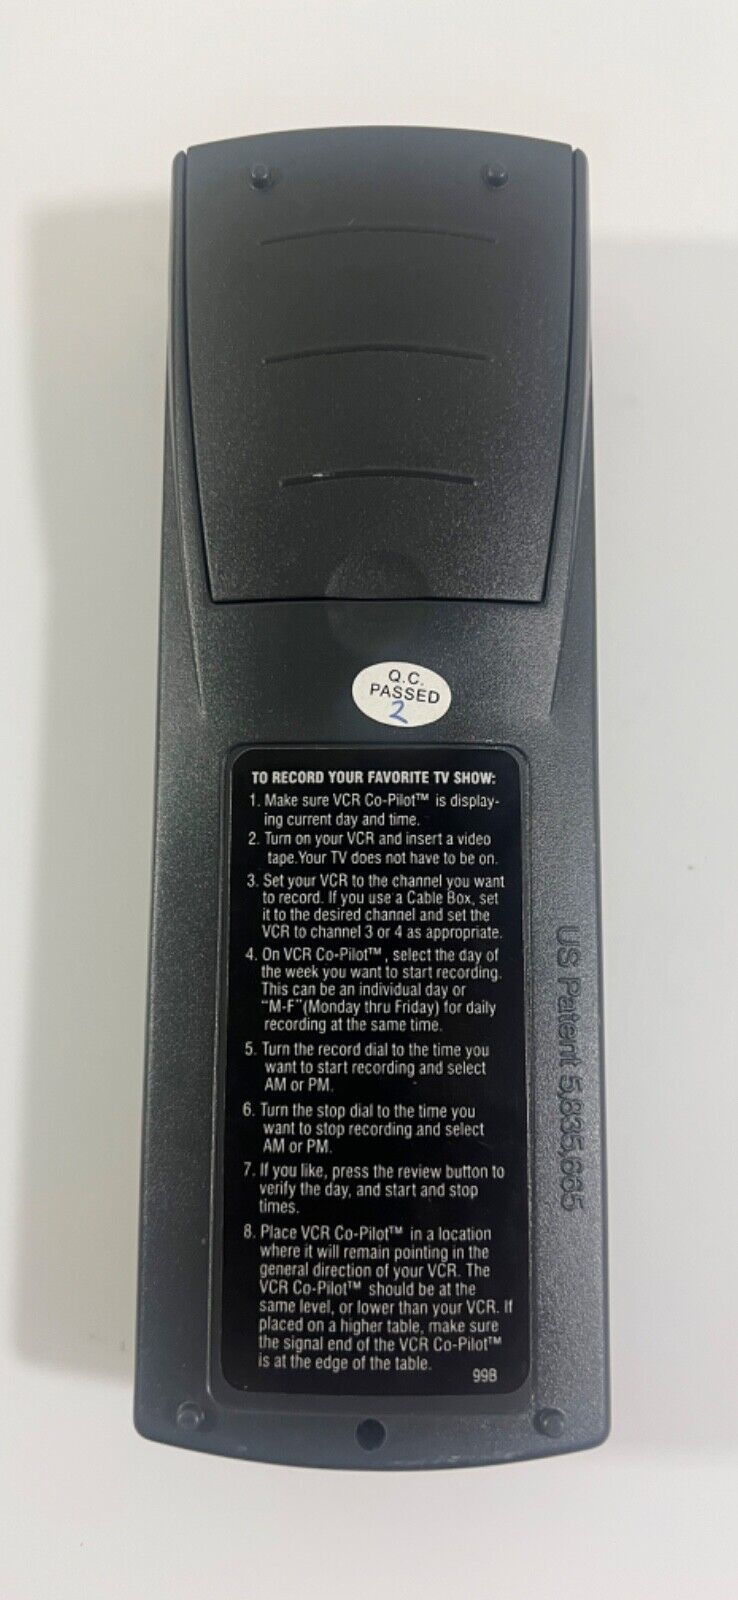 Q.C.
PASSED
2
TO RECORD YOUR FAVORITE TV SHOW:
1. Make sure VCR Co-Pilot™ is display-
ing current day and time.
2. Turn on your VCR and insert a video
tape.Your TV does not have to be on.
3. Set your VCR to the channel you want
to record. If you use a Cable Box, set
it to the desired channel and set the
VCR to channel 3 or 4 as appropriate.
4. On VCR Co-Pilot™, select the day of
the week you want to start recording.
This can be an individual day or
"M-F"(Monday thru Friday) for daily
recording at the same time.
5. Turn the record dial to the time you
want to start recording and select
AM or PM.
6. Turn the stop dial to the time you
want to stop recording and select
AM or PM.
7. If you like, press the review button to
verify the day, and start and stop
times.
8. Place VCR Co-Pilot™ in a location
where it will remain pointing in the
general direction of your VCR. The
VCR Co-Pilot™ should be at the
same level, or lower than your VCR. If
placed on a higher table, make sure
the signal end of the VCR Co-Pilot™
is at the edge of the table.
99B
US Patent 5,835,665